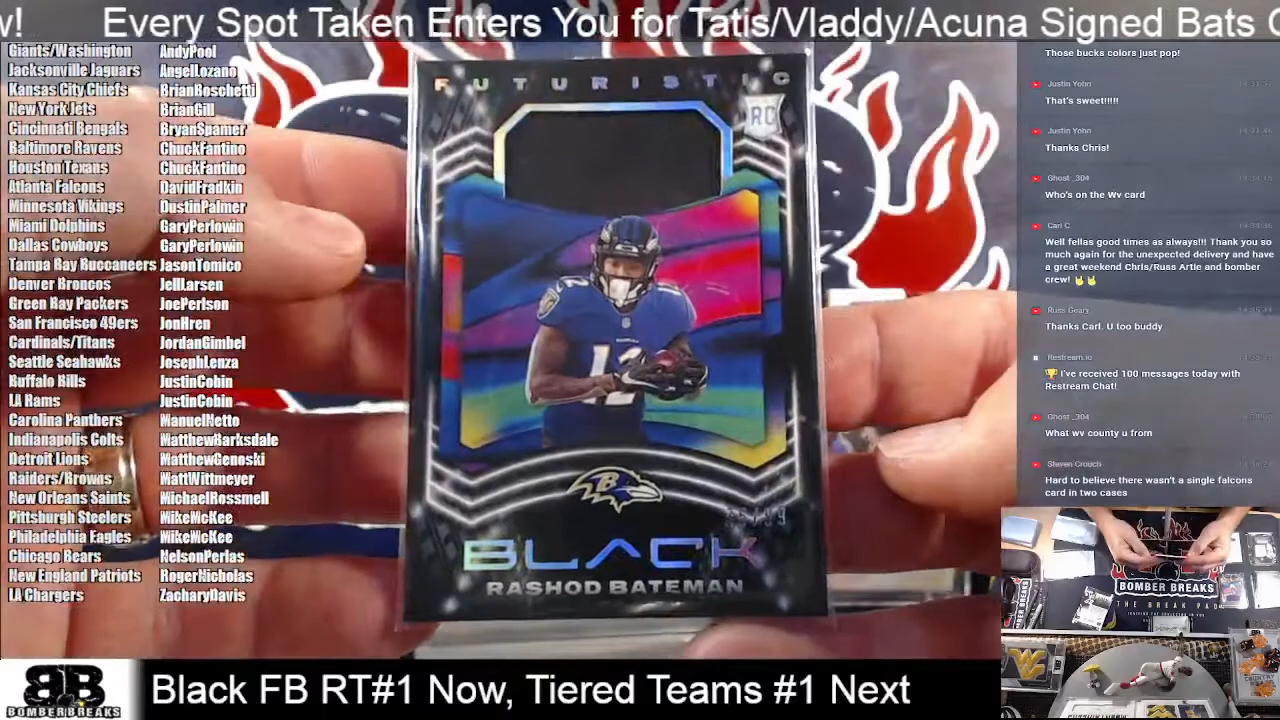 w! Every Spot Taken Enters You for Tatis/Vladdy/Acuna Signed Bats
Giants/Washington AndyPool
Jacksonville Jaguars AngelLozano
Kansas City Chiefs BrianBoschetti
New York Jets BrianGill
Cincinnati Bengals BryanSpamer
Baltimore Ravens ChuckFantino
Houston Texans ChuckFantino
Atlanta Falcons DavidFradkin
Minnesota Vikings DustinPalmer
Miami Dolphins GaryPerlowin
Dallas Cowboys GaryPerlowin
Tampa Bay Buccaneers JasonTomico
Denver Broncos JeffLarsen
Green Bay Packers JoePerlson
San Francisco 49ers JonHren
Cardinals/Titans JordanGimbel
Seattle Seahawks JosephLenza
Buffalo Bills JustinCobin
LA Rams JustinCobin
Carolina Panthers ManuelNetto
Indianapolis Colts MatthewBarksdale
Detroit Lions MatthewGenoski
Raiders/Browns MattWittmeyer
New Orleans Saints MichaelRossmell
Pittsburgh Steelers MikeMcKee
Philadelphia Eagles MikeMcKee
Chicago Bears NelsonPerlas
New England Patriots RogerNicholas
LA Chargers ZacharyDavis
FUTURISTIC
RC
12
12
B
BLACK
RASHOD BATEMAN
Those bucks colors just pop!
Justin Yohn
That's sweet!!!!!
Justin Yohn
Thanks Chris!
Ghost_304
Who's on the Wv card
Carl C
Well fellas good times as always!!! Thank you so
much again for the unexpected delivery and have
a great weekend Chris/Russ Artie and bomber
crew! 🤘🤘
Russ Geary
Thanks Carl. U too buddy
Restream.io
🏆 I've received 100 messages today with
Restream Chat!
Ghost_304
What wv county u from
Steven Crouch
Hard to believe there wasn't a single falcons
card in two cases
BOMBER BREAKS
THE BREAK PAD
WV
BB
BOMBER BREAKS
Black FB RT#1 Now, Tiered Teams #1 Next